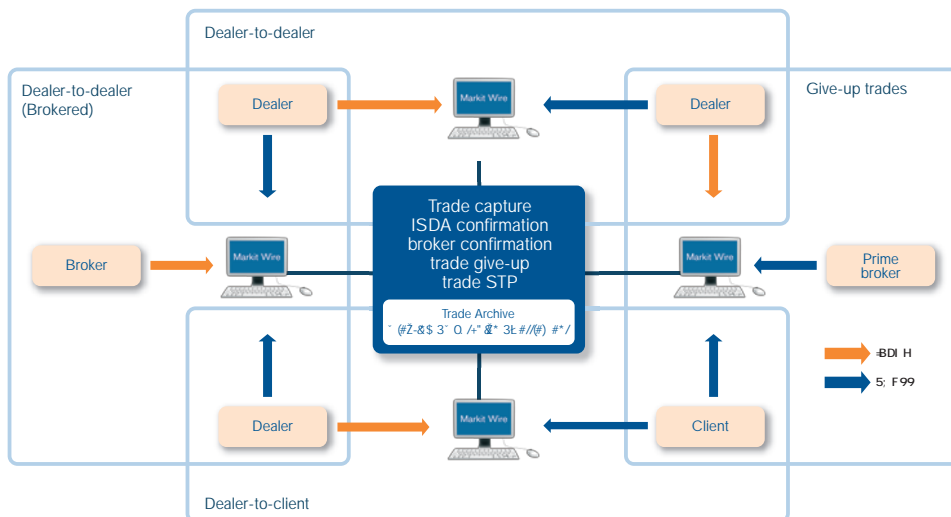 Dealer-to-dealer
Dealer-to-dealer
(Brokered)
Give-up trades
Dealer
Markit Wire
Dealer
Trade capture
ISDA confirmation
broker confirmation
trade give-up
trade STP
Trade Archive
Broker
Markit Wire
Markit Wire
Prime
broker
Dealer
Markit Wire
Client
Dealer-to-client